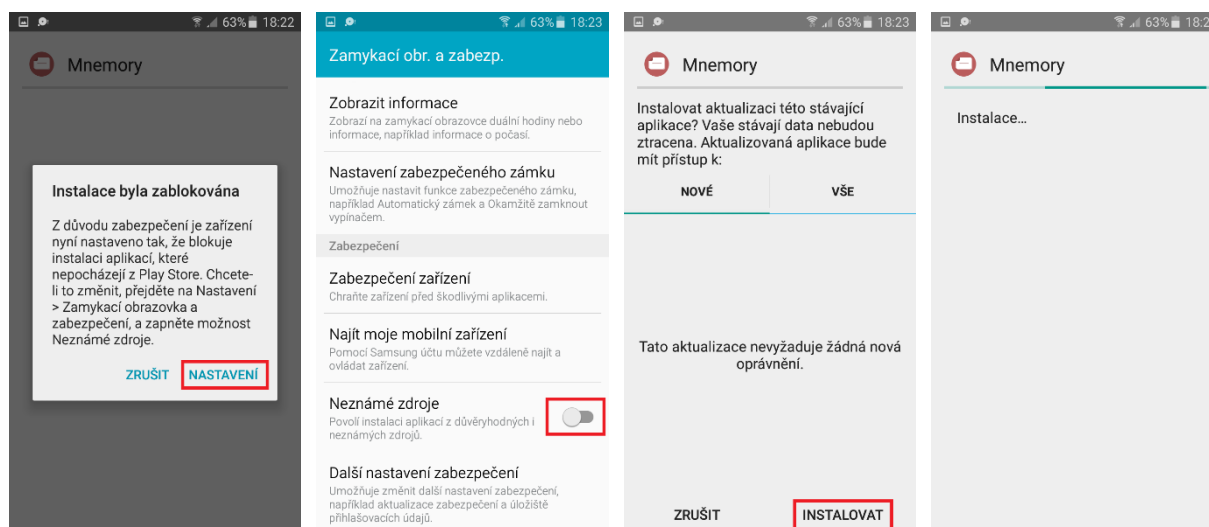 63% 18:22
Mnemory
Instalace byla zablokována
Z důvodu zabezpečení je zařízení
nyní nastaveno tak, že blokuje
instalaci aplikací, které
nepocházejí z Play Store. Chcete-
li to změnit, přejděte na Nastavení
> Zamykací obrazovka a
zabezpečení, a zapněte možnost
Neznámé zdroje.
ZRUŠIT NASTAVENÍ
63% 18:23
Zamykací obr. a zabezp.
Zobrazit informace
Zobrazí na zamykací obrazovce duální hodiny nebo
informace, například informace o počasí.
Nastavení zabezpečeného zámku
Umožňuje nastavit funkce zabezpečeného zámku,
například Automatický zámek a Okamžitě zamknout
vypínačem.
Zabezpečení
Zabezpečení zařízení
Chraňte zařízení před škodlivými aplikacemi.
Najít moje mobilní zařízení
Pomocí Samsung účtu můžete vzdáleně najít a
ovládat zařízení.
Neznámé zdroje
Povolí instalaci aplikací z důvěryhodných i
neznámých zdrojů.
Další nastavení zabezpečení
Umožňuje změnit další nastavení zabezpečení,
například aktualizace zabezpečení a úložiště
přihlašovacích údajů.
63% 18:23
Mnemory
Instalovat aktualizaci této stávající
aplikace? Vaše stávají data nebudou
ztracena. Aktualizovaná aplikace bude
mít přístup k:
NOVÉ VŠE
Tato aktualizace nevyžaduje žádná nová
oprávnění.
ZRUŠIT INSTALOVAT
63% 18:2
Mnemory
Instalace...